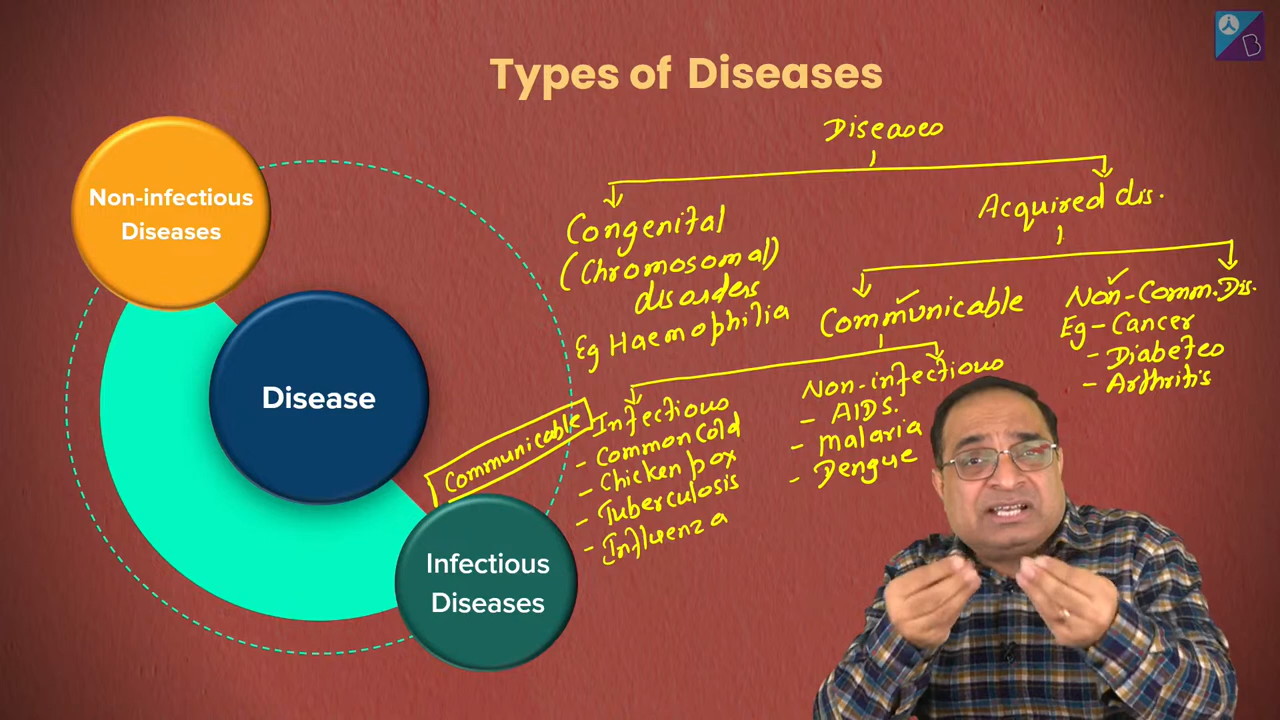 Types of Diseases
Non-infectious
Diseases
Disease
Infectious
Diseases
Diseases
Congenital
(Chromosomal)
disorders
Eg Haemophilia
Acquired dis.
Communicable
Non-Comm. Dis.
Eg - Cancer
- Diabetes
- Arthritis
Infectious
- Common Cold
- Chicken pox
- Tuberculosis
- Influenza
Non-infectious
- AIDS.
- Malaria
- Dengue
Communicable
B